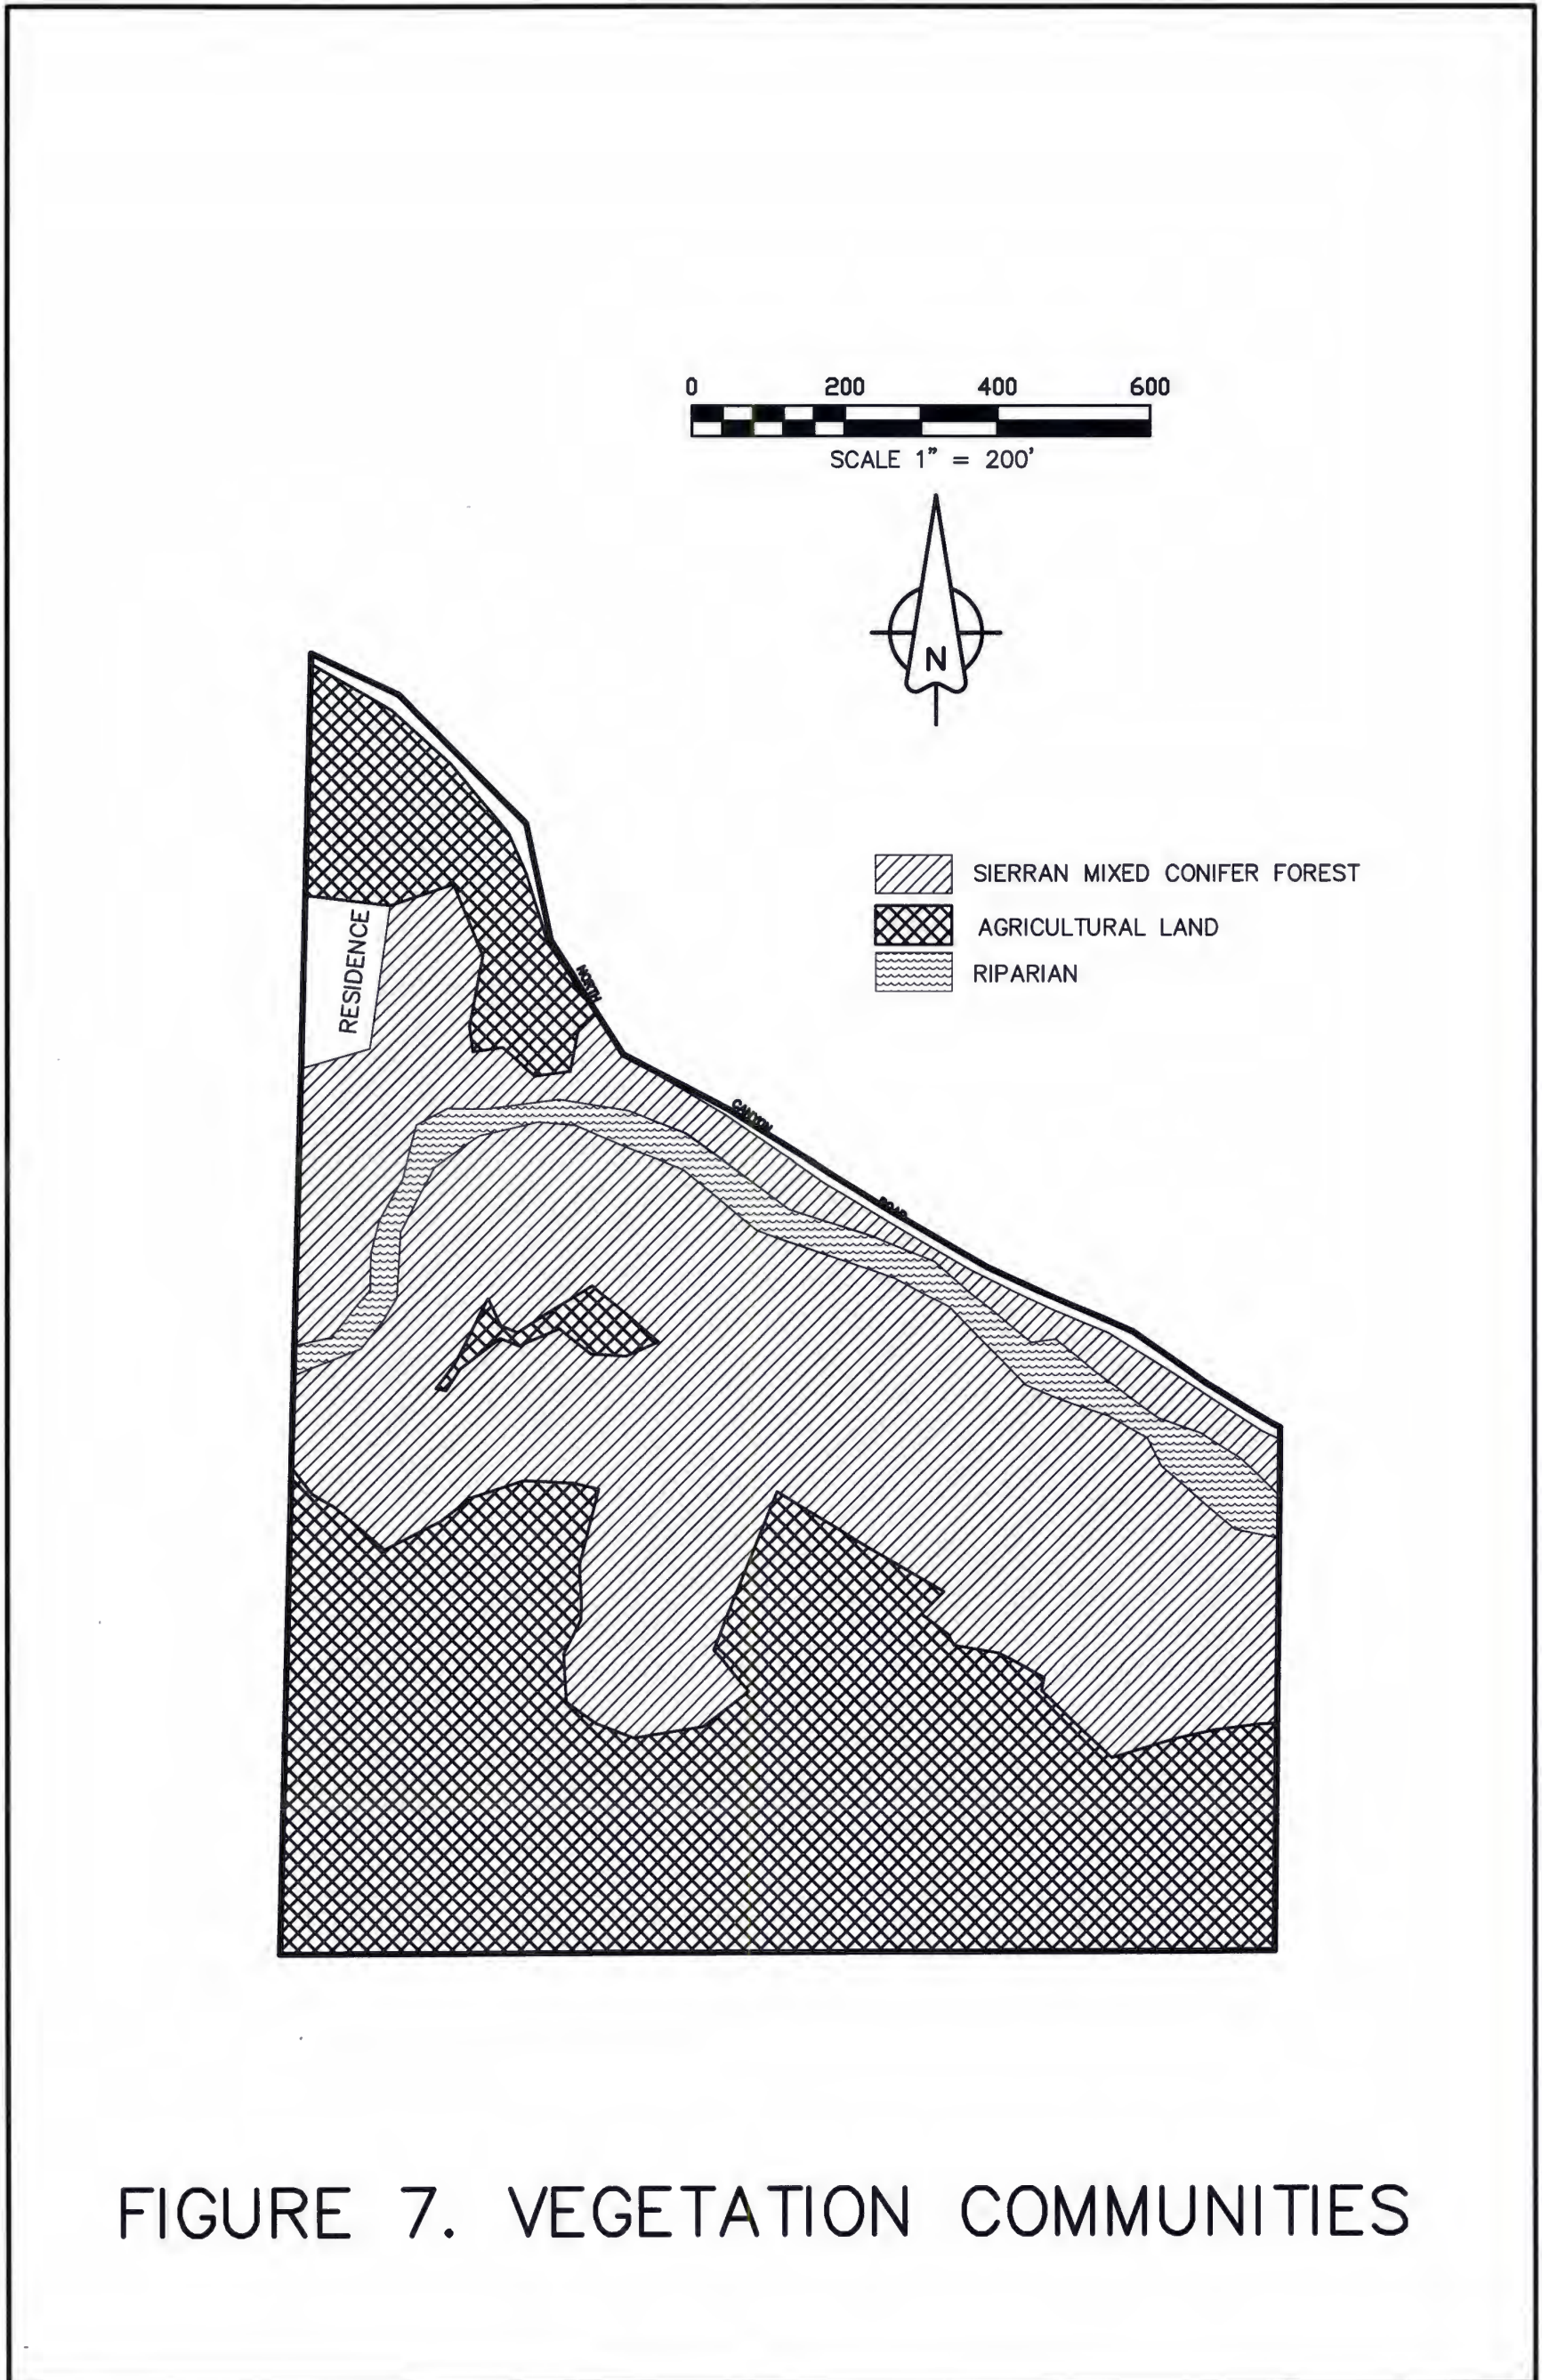 0 200 400 600
SCALE 1" = 200'
N
SIERRAN MIXED CONIFER FOREST
AGRICULTURAL LAND
RIPARIAN
RESIDENCE
NORTH
CANYON
ROAD
FIGURE 7. VEGETATION COMMUNITIES